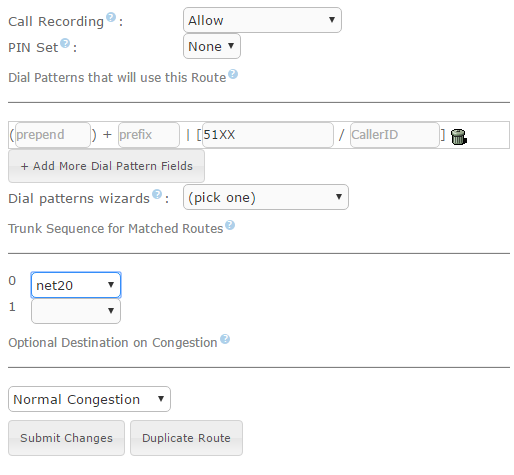 Call Recording? : Allow
PIN Set? : None
Dial Patterns that will use this Route?
(prepend) + prefix | [51XX / CallerID ]
+ Add More Dial Pattern Fields
Dial patterns wizards? : (pick one)
Trunk Sequence for Matched Routes?
0 net20
1
Optional Destination on Congestion?
Normal Congestion
Submit Changes Duplicate Route